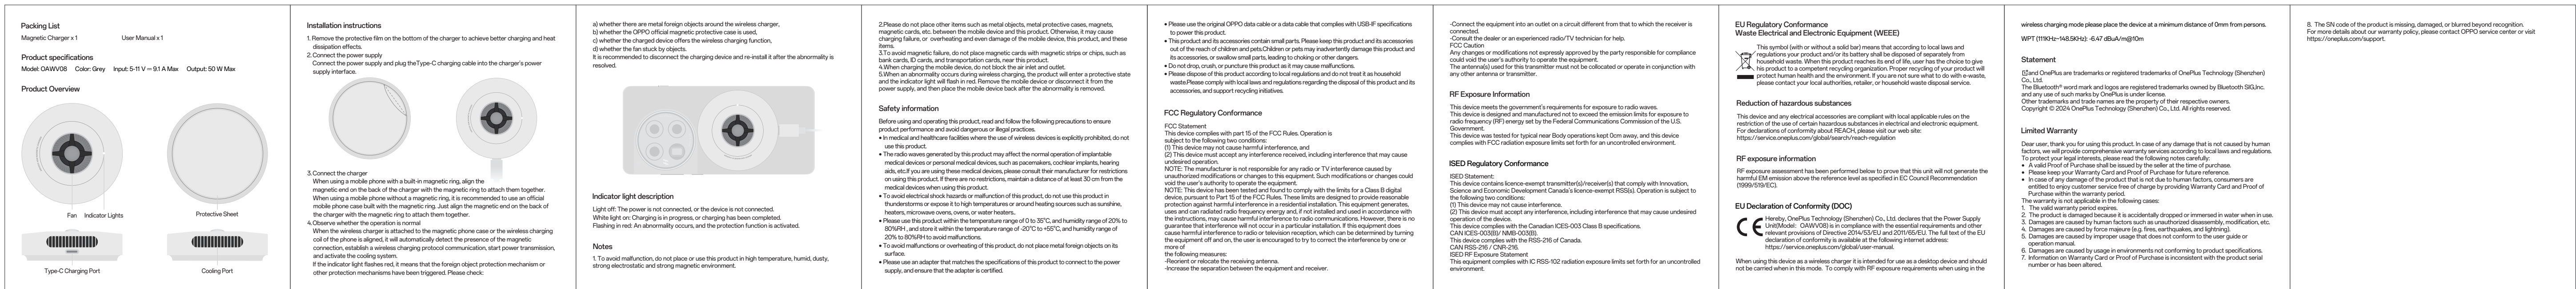 Packing List
Magnetic Charger x 1 User Manual x 1
Product specifications
Model: OAWV08 Color: Grey Input: 5-11 V ⎓ 9.1 A Max Output: 50 W Max
Product Overview
Fan Indicator Lights
Protective Sheet
Type-C Charging Port
Cooling Port
Installation instructions
1. Remove the protective film on the bottom of the charger to achieve better charging and heat
dissipation effects.
2.Connect the power supply
Connect the power supply and plug theType-C charging cable into the charger's power
supply interface.
3.Connect the charger
When using a mobile phone with a built-in magnetic ring, align the
magnetic end on the back of the charger with the magnetic ring to attach them together.
When using a mobile phone without a magnetic ring, it is recommended to use an official
mobile phone case built with the magnetic ring. Just align the magnetic end on the back of
the charger with the magnetic ring to attach them together.
4.Observe whether the operation is normal
When the wireless charger is attached to the magnetic phone case or the wireless charging
coil of the phone is aligned, it will automatically detect the presence of the magnetic
connection, establish a wireless charging protocol communication, start power transmission,
and activate the cooling system.
If the indicator light flashes red, it means that the foreign object protection mechanism or
other protection mechanisms have been triggered. Please check:
a) whether there are metal foreign objects around the wireless charger,
b) whether the OPPO official magnetic protective case is used,
c) whether the charged device offers the wireless charging function,
d) whether the fan stuck by objects.
It is recommended to disconnect the charging device and re-install it after the abnormality is
resolved.
Indicator light description
Light off: The power is not connected, or the device is not connected.
White light on: Charging is in progress, or charging has been completed.
Flashing in red: An abnormality occurs, and the protection function is activated.
Notes
1. To avoid malfunction, do not place or use this product in high temperature, humid, dusty,
strong electrostatic and strong magnetic environment.
2.Please do not place other items such as metal objects, metal protective cases, magnets,
magnetic cards, etc. between the mobile device and this product. Otherwise, it may cause
charging failure, or overheating and even damage of the mobile device, this product, and these
items.
3.To avoid magnetic failure, do not place magnetic cards with magnetic strips or chips, such as
bank cards, ID cards, and transportation cards, near this product.
4.When charging the mobile device, do not block the air inlet and outlet.
5.When an abnormality occurs during wireless charging, the product will enter a protective state
and the indicator light will flash in red. Remove the mobile device or disconnect it from the
power supply, and then place the mobile device back after the abnormality is removed.
Safety information
Before using and operating this product, read and follow the following precautions to ensure
product performance and avoid dangerous or illegal practices.
• In medical and healthcare facilities where the use of wireless devices is explicitly prohibited, do not
use this product.
• The radio waves generated by this product may affect the normal operation of implantable
medical devices or personal medical devices, such as pacemakers, cochlear implants, hearing
aids, etc.If you are using these medical devices, please consult their manufacturer for restrictions
on using this product. If there are no restrictions, maintain a distance of at least 30 cm from the
medical devices when using this product.
• To avoid electrical shock hazards or malfunction of this product, do not use this product in
thunderstorms or expose it to high temperatures or around heating sources such as sunshine,
heaters, microwave ovens, ovens, or water heaters..
• Please use this product within the temperature range of 0 to 35°C, and humidity range of 20% to
80%RH , and store it within the temperature range of -20°C to +55°C, and humidity range of
20% to 80%RH to avoid malfunctions.
• To avoid malfunctions or overheating of this product, do not place metal foreign objects on its
surface.
• Please use an adapter that matches the specifications of this product to connect to the power
supply, and ensure that the adapter is certified.
• Please use the original OPPO data cable or a data cable that complies with USB-IF specifications
to power this product.
• This product and its accessories contain small parts. Please keep this product and its accessories
out of the reach of children and pets.Children or pets may inadvertently damage this product and
its accessories, or swallow small parts, leading to choking or other dangers.
• Do not drop, crush, or puncture this product as it may cause malfunctions.
• Please dispose of this product according to local regulations and do not treat it as household
waste.Please comply with local laws and regulations regarding the disposal of this product and its
accessories, and support recycling initiatives.
FCC Regulatory Conformance
FCC Statement
This device complies with part 15 of the FCC Rules. Operation is
subject to the following two conditions:
(1) This device may not cause harmful interference, and
(2) This device must accept any interference received, including interference that may cause
undesired operation.
NOTE: The manufacturer is not responsible for any radio or TV interference caused by
unauthorized modifications or changes to this equipment. Such modifications or changes could
void the user's authority to operate the equipment.
NOTE: This device has been tested and found to comply with the limits for a Class B digital
device, pursuant to Part 15 of the FCC Rules. These limits are designed to provide reasonable
protection against harmful interference in a residential installation. This equipment generates,
uses and can radiated radio frequency energy and, if not installed and used in accordance with
the instructions, may cause harmful interference to radio communications. However, there is no
guarantee that interference will not occur in a particular installation. If this equipment does
cause harmful interference to radio or television reception, which can be determined by turning
the equipment off and on, the user is encouraged to try to correct the interference by one or
more of
the following measures:
-Reorient or relocate the receiving antenna.
-Increase the separation between the equipment and receiver.
-Connect the equipment into an outlet on a circuit different from that to which the receiver is
connected.
-Consult the dealer or an experienced radio/TV technician for help.
FCC Caution
Any changes or modifications not expressly approved by the party responsible for compliance
could void the user's authority to operate the equipment.
The antenna(s) used for this transmitter must not be collocated or operate in conjunction with
any other antenna or transmitter.
RF Exposure Information
This device meets the government's requirements for exposure to radio waves.
This device is designed and manufactured not to exceed the emission limits for exposure to
radio frequency (RF) energy set by the Federal Communications Commission of the U.S.
Government.
This device was tested for typical near Body operations kept 0cm away, and this device
complies with FCC radiation exposure limits set forth for an uncontrolled environment.
ISED Regulatory Conformance
ISED Statement:
This device contains licence-exempt transmitter(s)/receiver(s) that comply with Innovation,
Science and Economic Development Canada's licence-exempt RSS(s). Operation is subject to
the following two conditions:
(1) This device may not cause interference.
(2) This device must accept any interference, including interference that may cause undesired
operation of the device.
This device complies with the Canadian ICES-003 Class B specifications.
CAN ICES-003(B)/ NMB-003(B).
This device complies with the RSS-216 of Canada.
CAN RSS-216 / CNR-216.
ISED RF Exposure Statement
This equipment complies with IC RSS-102 radiation exposure limits set forth for an uncontrolled
environment.
EU Regulatory Conformance
Waste Electrical and Electronic Equipment (WEEE)
This symbol (with or without a solid bar) means that according to local laws and
regulations your product and/or its battery shall be disposed of separately from
household waste. When this product reaches its end of life, user has the choice to give
his product to a competent recycling organization. Proper recycling of your product will
protect human health and the environment. If you are not sure what to do with e-waste,
please contact your local authorities, retailer, or household waste disposal service.
Reduction of hazardous substances
This device and any electrical accessories are compliant with local applicable rules on the
restriction of the use of certain hazardous substances in electrical and electronic equipment.
For declarations of conformity about REACH, please visit our web site:
https://service.oneplus.com/global/search/reach-regulation
RF exposure information
RF exposure assessment has been performed below to prove that this unit will not generate the
harmful EM emission above the reference level as specified in EC Council Recommendation
(1999/519/EC).
EU Declaration of Conformity (DOC)
Hereby, OnePlus Technology (Shenzhen) Co., Ltd. declares that the Power Supply
Unit(Model: OAWV08) is in compliance with the essential requirements and other
relevant provisions of Directive 2014/53/EU and 2011/65/EU. The full text of the EU
declaration of conformity is available at the following internet address:
https://service.oneplus.com/global/user-manual.
When using this device as a wireless charger it is intended for use as a desktop device and should
not be carried when in this mode. To comply with RF exposure requirements when using in the
wireless charging mode please place the device at a minimum distance of 0mm from persons.
WPT (111KHz~148.5KHz): -6.47 dBuA/m@10m
Statement
and OnePlus are trademarks or registered trademarks of OnePlus Technology (Shenzhen)
Co., Ltd.
The Bluetooth® word mark and logos are registered trademarks owned by Bluetooth SIG,Inc.
and any use of such marks by OnePlus is under license.
Other trademarks and trade names are the property of their respective owners.
Copyright © 2024 OnePlus Technology (Shenzhen) Co., Ltd. All rights reserved.
Limited Warranty
Dear user, thank you for using this product. In case of any damage that is not caused by human
factors, we will provide comprehensive warranty services according to local laws and regulations.
To protect your legal interests, please read the following notes carefully:
• A valid Proof of Purchase shall be issued by the seller at the time of purchase.
• Please keep your Warranty Card and Proof of Purchase for future reference.
• In case of any damage of the product that is not due to human factors, consumers are
entitled to enjoy customer service free of charge by providing Warranty Card and Proof of
Purchase within the warranty period.
The warranty is not applicable in the following cases:
1. The valid warranty period expires.
2. The product is damaged because it is accidentally dropped or immersed in water when in use.
3. Damages are caused by human factors such as unauthorized disassembly, modification, etc.
4. Damages are caused by force majeure (e.g. fires, earthquakes, and lightning).
5. Damages are caused by improper usage that does not conform to the user guide or
operation manual.
6. Damages are caused by usage in environments not conforming to product specifications.
7. Information on Warranty Card or Proof of Purchase is inconsistent with the product serial
number or has been altered.
8. The SN code of the product is missing, damaged, or blurred beyond recognition.
For more details about our warranty policy, please contact OPPO service center or visit
https://oneplus.com/support.